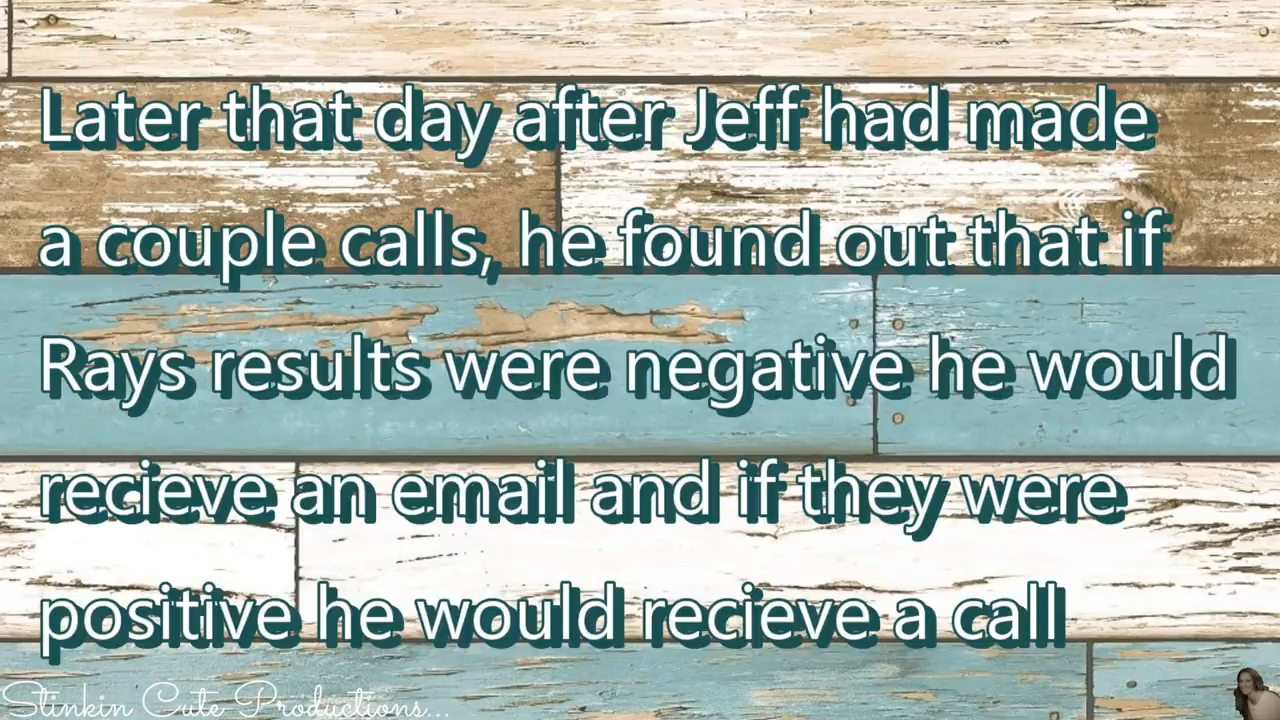 Later that day after Jeff had made
a couple calls, he found out that if
Rays results were negative he would
recieve an email and if they were
positive he would recieve a call
Stinkin Cute Productions...